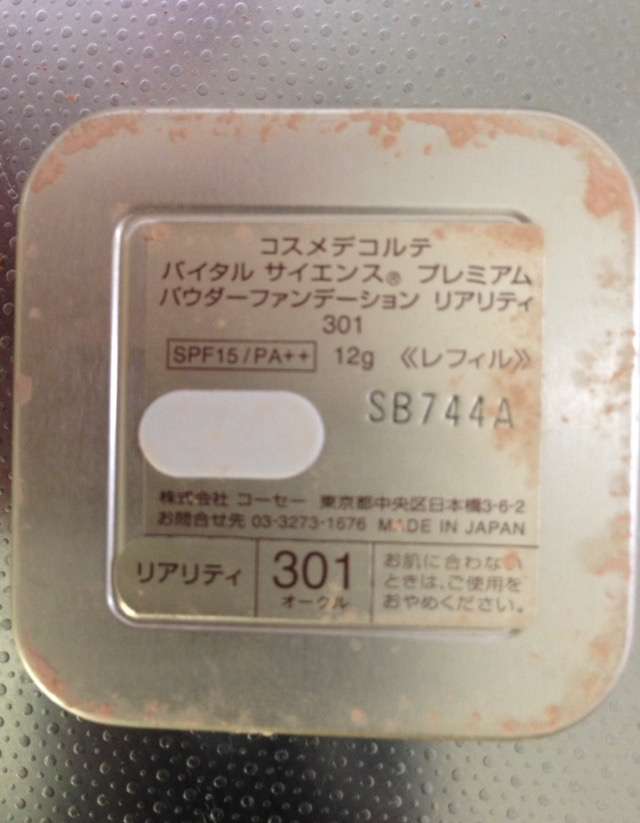 コスメデコルテ
バイタル サイエンス® プレミアム
パウダーファンデーション リアリティ
301
SPF15/PA++ 12g 《レフィル》
SB744A
株式会社 コーセー 東京都中央区日本橋3-6-2
お問合せ先 03-3273-1676 MADE IN JAPAN
リアリティ
301
オークル
お肌に合わない
ときは、ご使用を
おやめください。